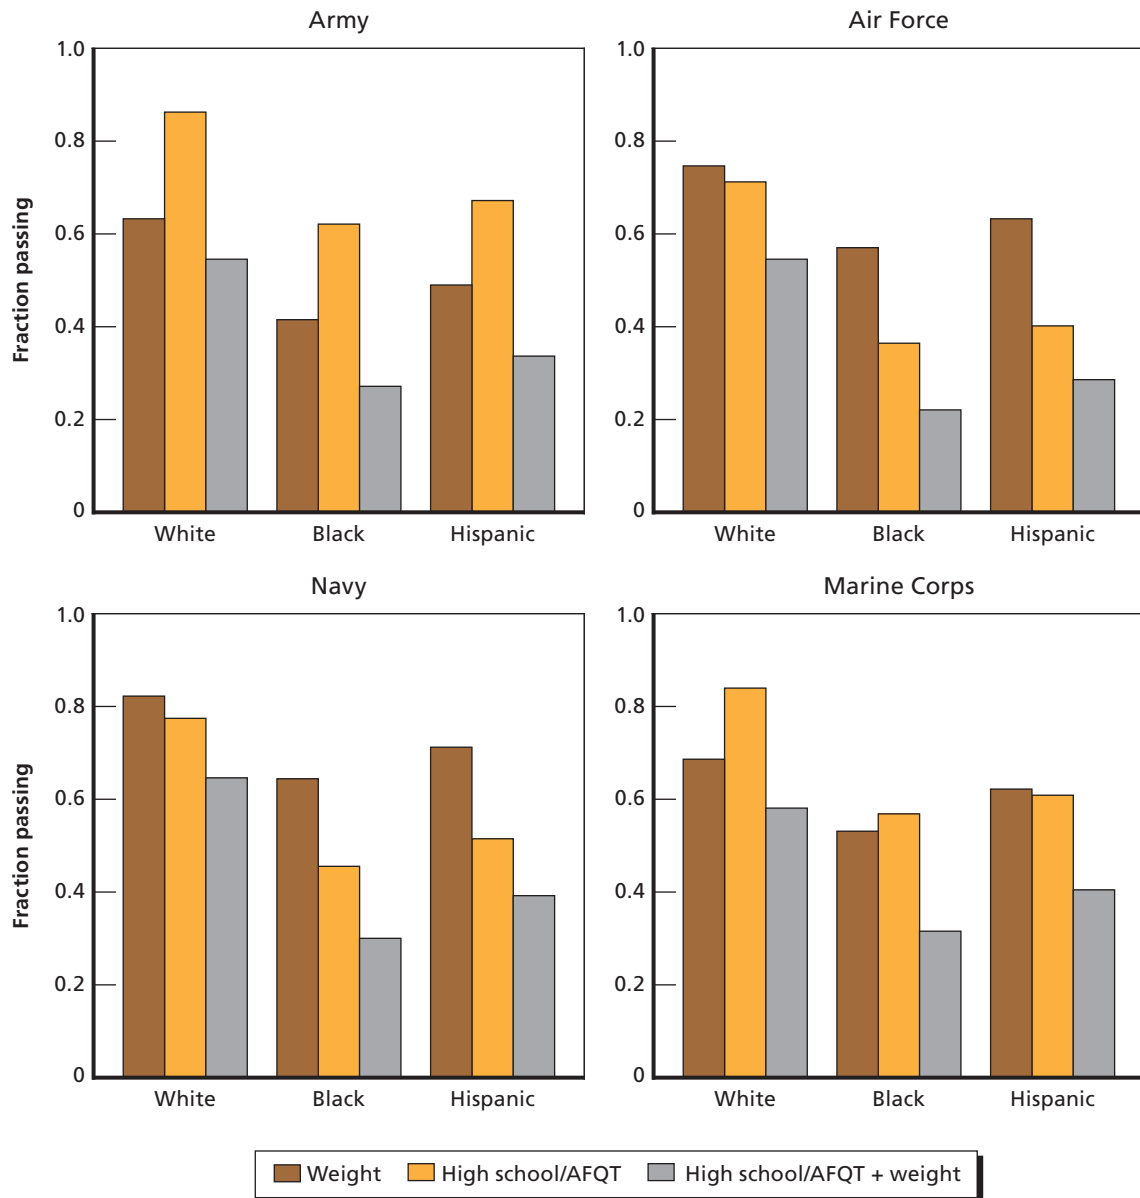 Army
Air Force
Fraction passing
1.0
0.8
0.6
0.4
0.2
0
White
Black
Hispanic
1.0
0.8
0.6
0.4
0.2
0
White
Black
Hispanic
Navy
Marine Corps
Fraction passing
1.0
0.8
0.6
0.4
0.2
0
White
Black
Hispanic
1.0
0.8
0.6
0.4
0.2
0
White
Black
Hispanic
Weight
High school/AFQT
High school/AFQT + weight